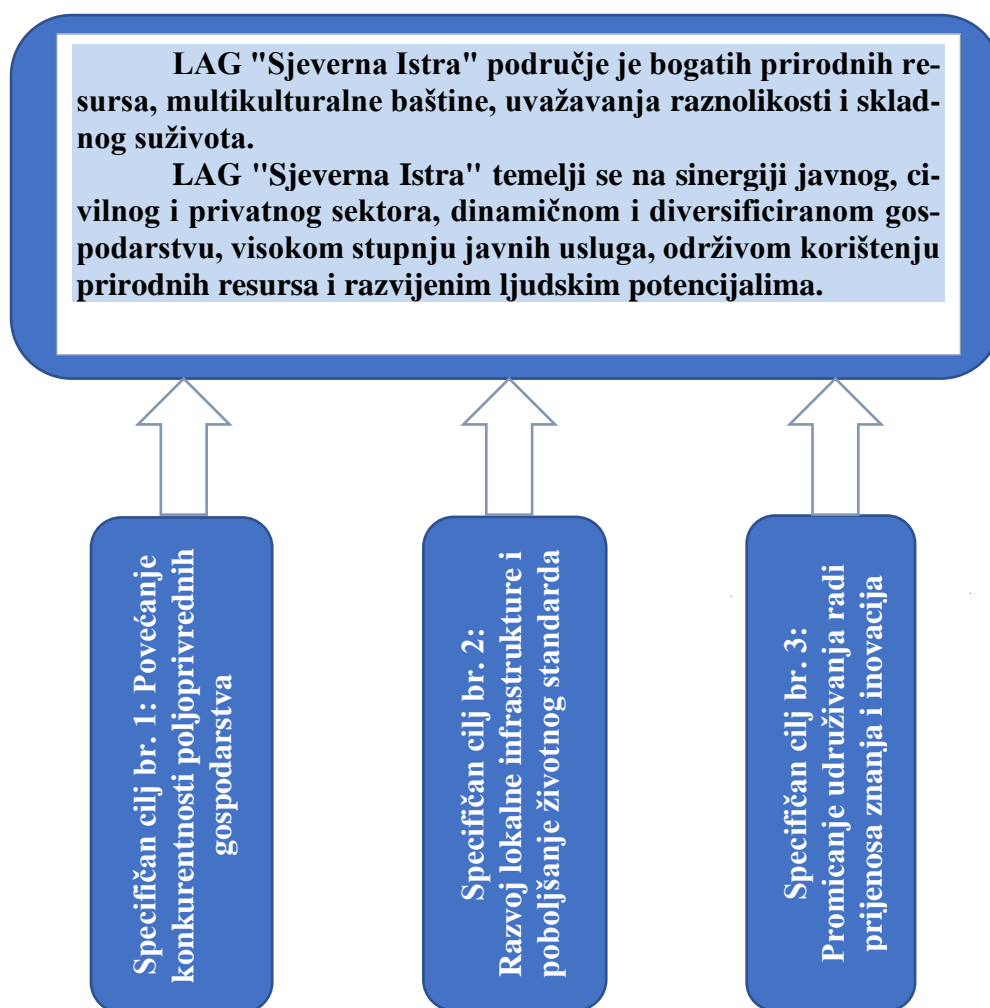 LAG "Sjeverna Istra" područje je bogatih prirodnih re-
sursa, multikulturalne baštine, uvažavanja raznolikosti i sklad-
nog suživota.
LAG "Sjeverna Istra" temelji se na sinergiji javnog, ci-
vilnog i privatnog sektora, dinamičnom i diversificiranom gos-
podarstvu, visokom stupnju javnih usluga, održivom korištenju
prirodnih resursa i razvijenim ljudskim potencijalima.
Specifičan cilj br. 1: Povećanje
konkurentnosti poljoprivrednih
gospodarstva
Specifičan cilj br. 2:
Razvoj lokalne infrastrukture i
poboljšanje životnog standarda
Specifičan cilj br. 3:
Promicanje udruživanja radi
prijenosa znanja i inovacija